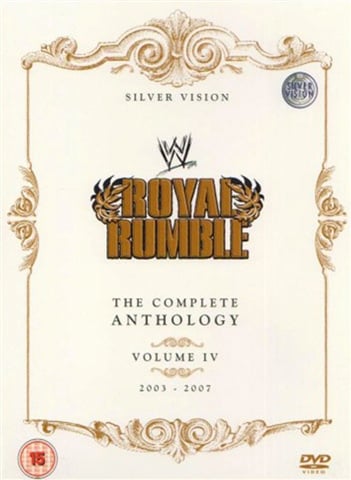 SILVER VISION
SILVER
VISION
W
ROYAL
RUMBLE
THE COMPLETE
ANTHOLOGY
VOLUME IV
2003 - 2007
15
DVD
VIDEO